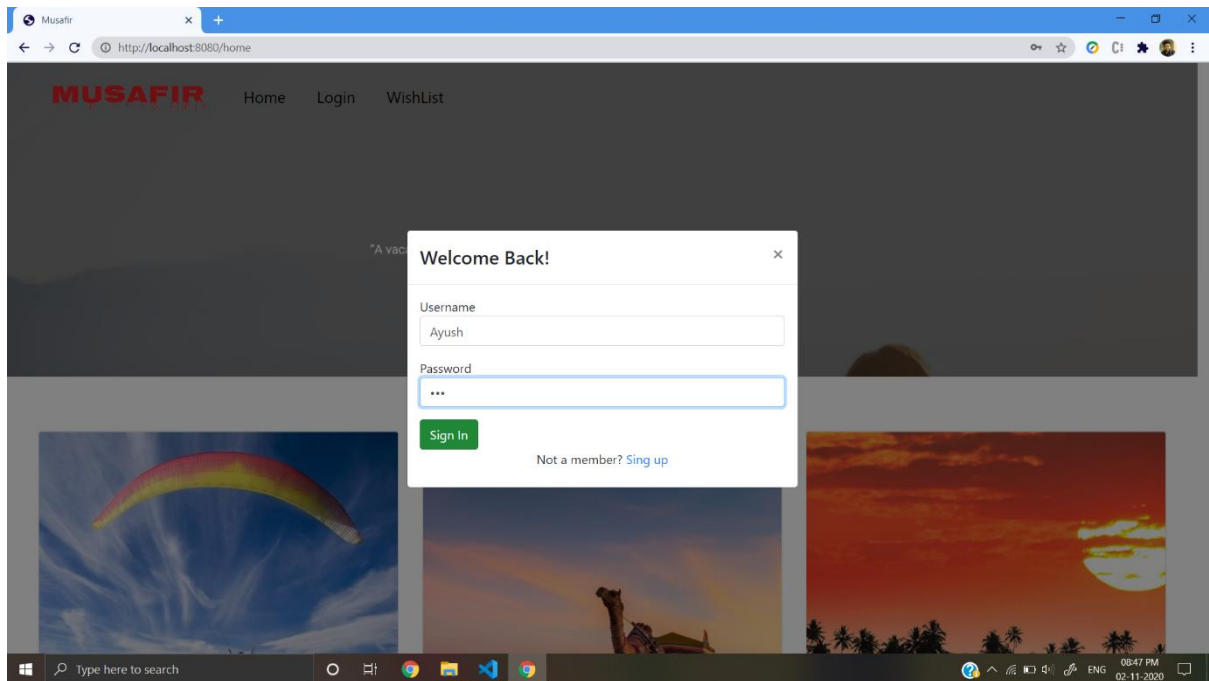 Musafir
http://localhost:8080/home
MUSAFIR Home Login WishList
"A vaca
Welcome Back! ×
Username
Ayush
Password
•••
Sign In
Not a member? Sing up
Type here to search
ENG
08:47 PM
02-11-2020